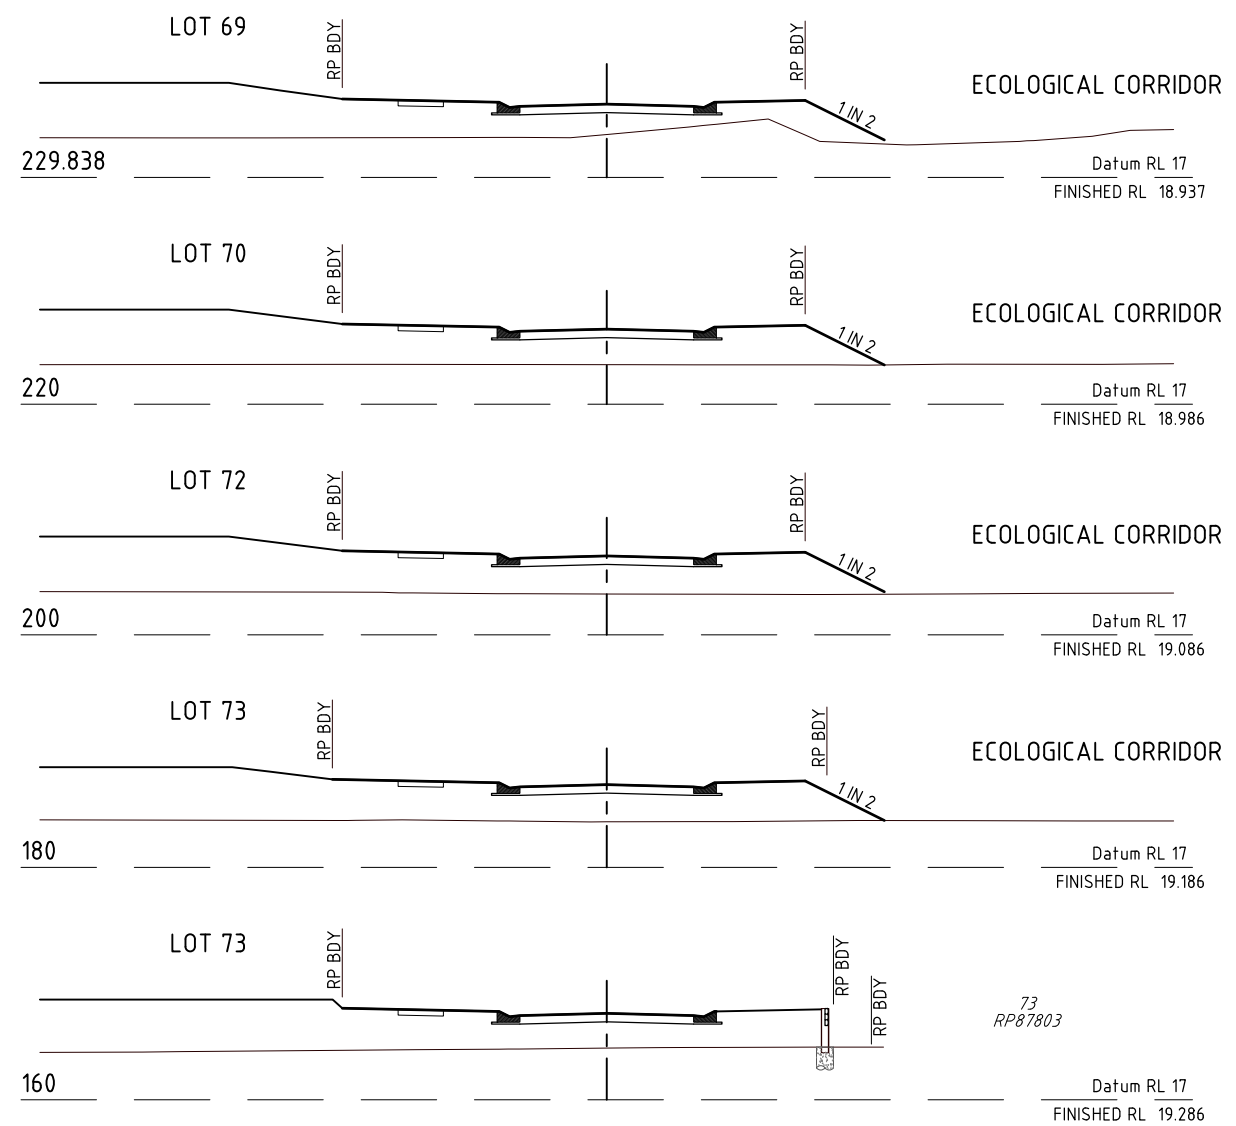 LOT 69
RP BDY
RP BDY
ECOLOGICAL CORRIDOR
1 IN 2
229.838
Datum RL 17
FINISHED RL 18.937
LOT 70
RP BDY
RP BDY
ECOLOGICAL CORRIDOR
1 IN 2
220
Datum RL 17
FINISHED RL 18.986
LOT 72
RP BDY
RP BDY
ECOLOGICAL CORRIDOR
1 IN 2
200
Datum RL 17
FINISHED RL 19.086
LOT 73
RP BDY
RP BDY
ECOLOGICAL CORRIDOR
1 IN 2
180
Datum RL 17
FINISHED RL 19.186
LOT 73
RP BDY
RP BDY
RP BDY
73
RP87803
160
Datum RL 17
FINISHED RL 19.286